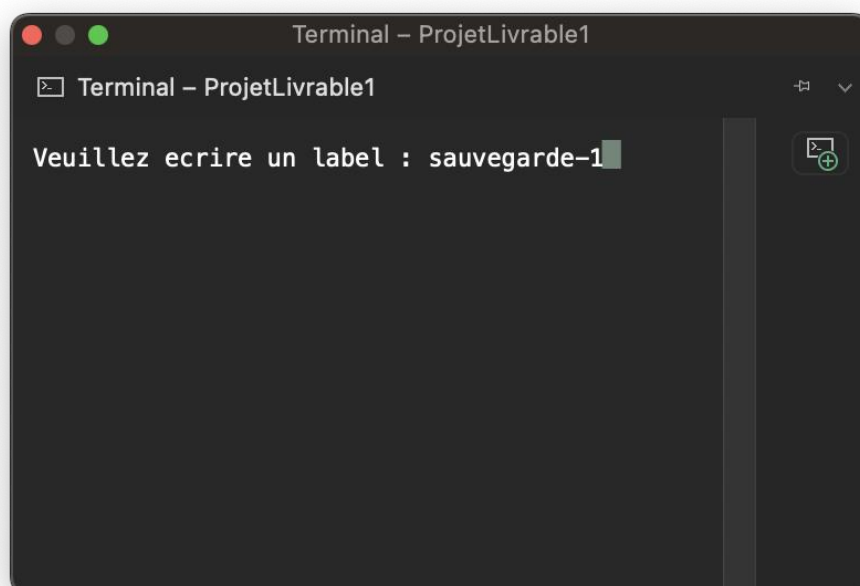 Terminal – ProjetLivrable1
Terminal – ProjetLivrable1
Veuillez ecrire un label : sauvegarde-1